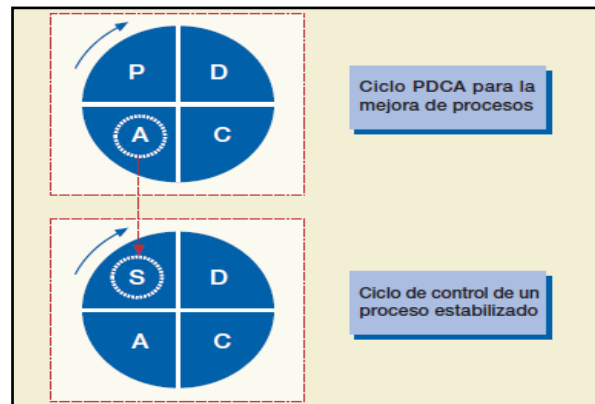 P D
A C
Ciclo PDCA para la
mejora de procesos
S D
A C
Ciclo de control de un
proceso estabilizado